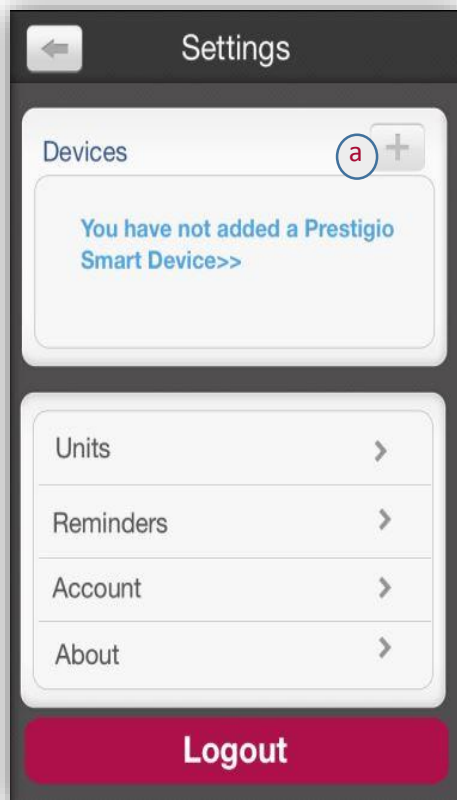 Settings
Devices
a
You have not added a Prestigio
Smart Device>>
Units
Reminders
Account
About
Logout